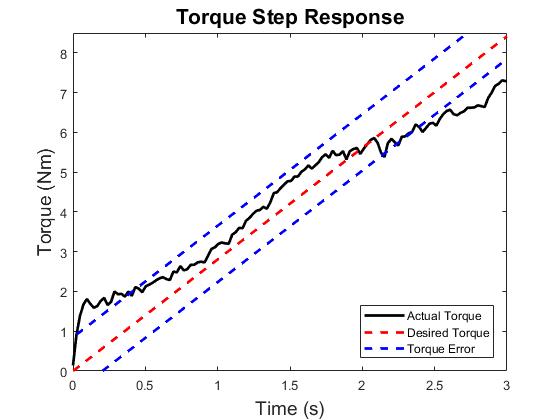 Torque Step Response
Torque (Nm)
8
7
6
5
4
3
2
1
0
0 0.5 1 1.5 2 2.5 3
Time (s)
Actual Torque
Desired Torque
Torque Error